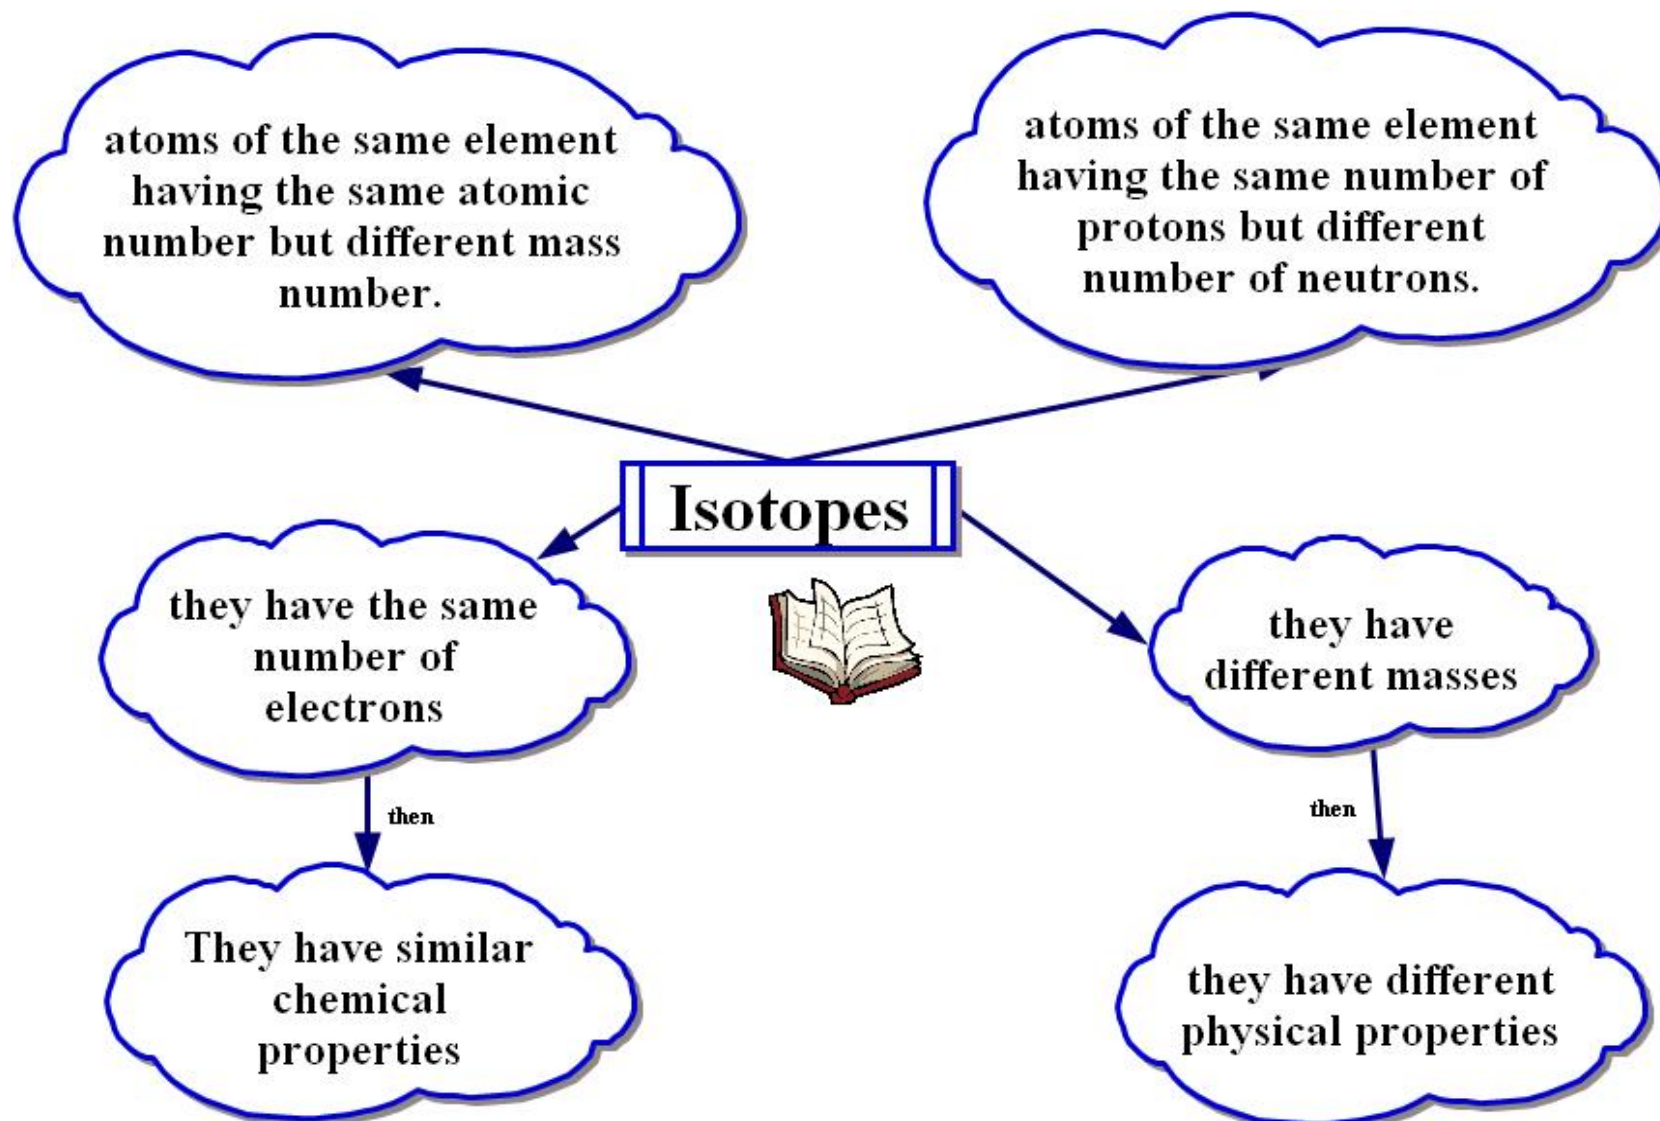 atoms of the same element
having the same atomic
number but different mass
number.
atoms of the same element
having the same number of
protons but different
number of neutrons.
Isotopes
they have the same
number of
electrons
they have
different masses
then
then
They have similar
chemical
properties
they have different
physical properties